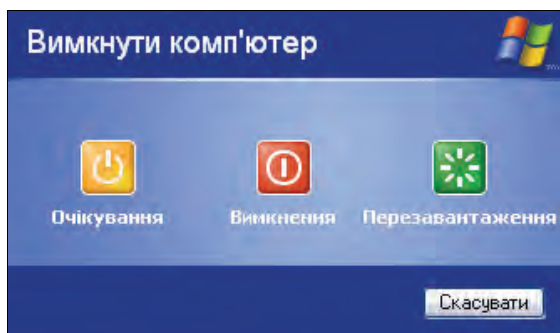 Вимкнути комп'ютер
Очікування Вимкнення Перезавантаження
Скасувати